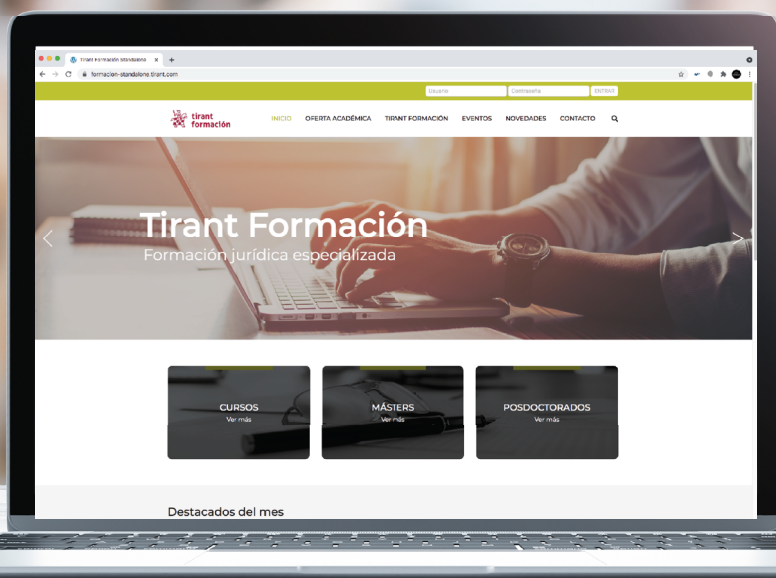 Tirant Formación Standalone
formacion-standalone.tirant.com
Usuario
Contraseña
ENTRAR
tirant
formación
INICIO
OFERTA ACADÉMICA
TIRANT FORMACIÓN
EVENTOS
NOVEDADES
CONTACTO
Tirant Formación
Formación jurídica especializada
CURSOS
Ver más
MÁSTERS
Ver más
POSDOCTORADOS
Ver más
Destacados del mes